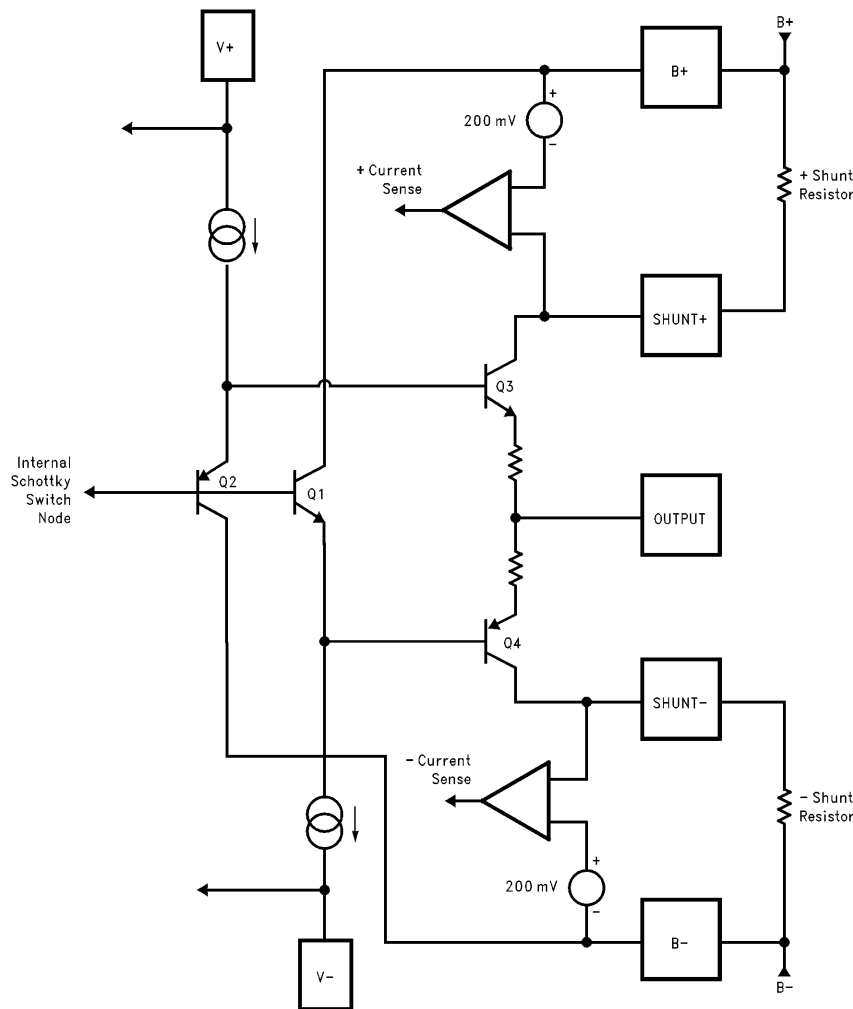 B+
V+
B+
+
200 mV
−
+ Current
Sense
+ Shunt
Resistor
SHUNT+
Q3
Internal
Schottky
Switch
Node
Q2
Q1
OUTPUT
Q4
SHUNT−
− Current
Sense
− Shunt
Resistor
+
200 mV
−
B−
V−
B−